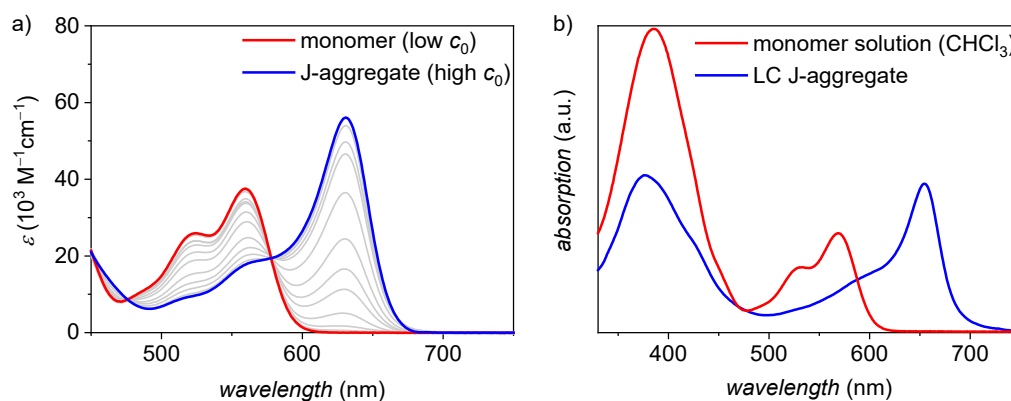 a)
80
60
40
20
0
ε (10³ M⁻¹cm⁻¹)
monomer (low c₀)
J-aggregate (high c₀)
500 600 700
wavelength (nm)
b)
absorption (a.u.)
monomer solution (CHCl₃)
LC J-aggregate
400 500 600 700
wavelength (nm)